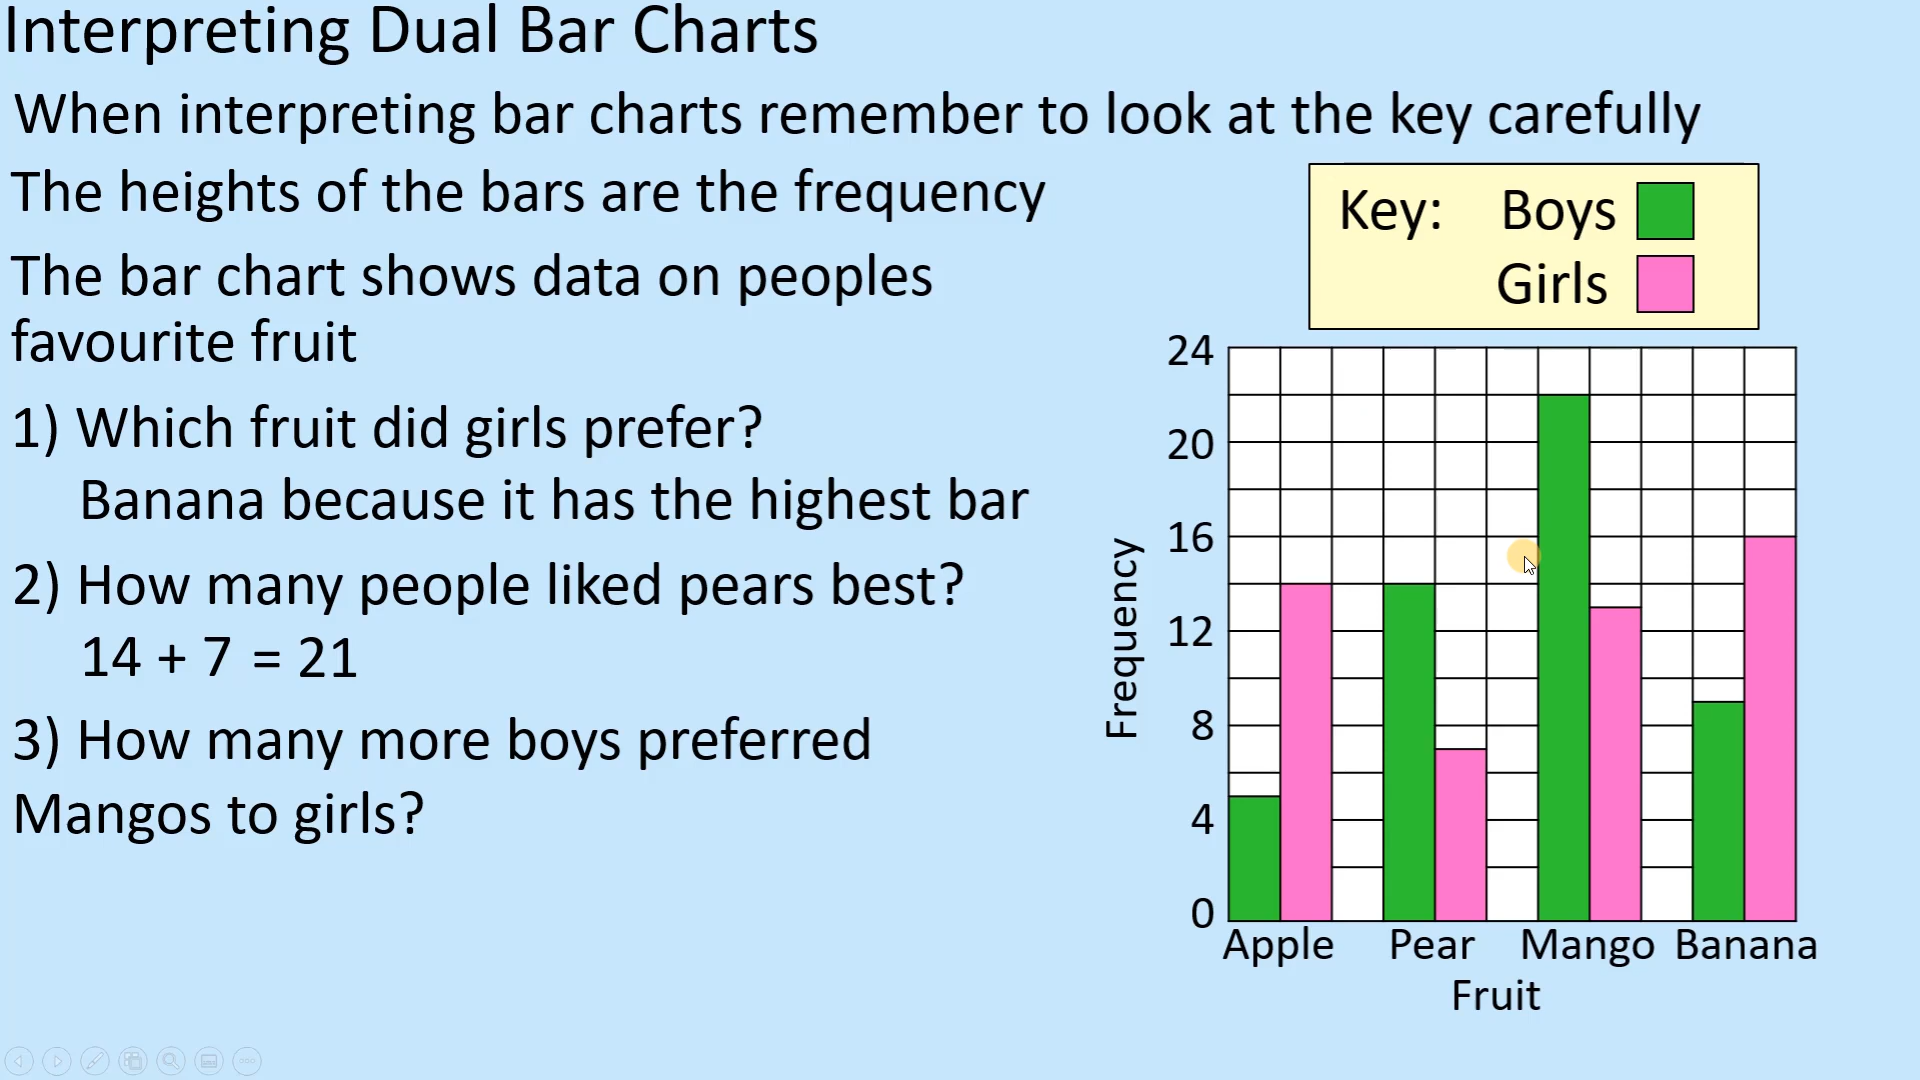 Interpreting Dual Bar Charts
When interpreting bar charts remember to look at the key carefully
The heights of the bars are the frequency
The bar chart shows data on peoples
favourite fruit
1) Which fruit did girls prefer?
Banana because it has the highest bar
2) How many people liked pears best?
14 + 7 = 21
3) How many more boys preferred
Mangos to girls?
Key: Boys
Girls
24
20
16
12
8
4
0
Frequency
Apple Pear Mango Banana
Fruit